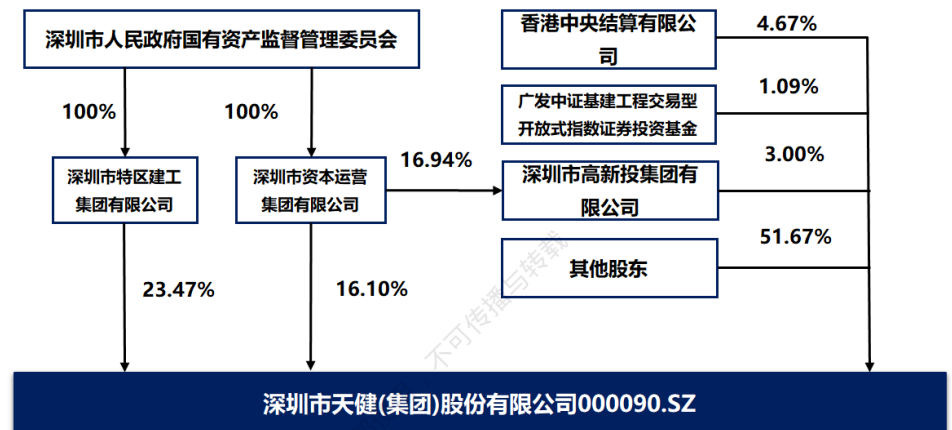 深圳市人民政府国有资产监督管理委员会
香港中央结算有限公
司
4.67%
100%
100%
广发中证基建工程交易型
开放式指数证券投资基金
1.09%
深圳市特区建工
集团有限公司
深圳市资本运营
集团有限公司
16.94%
深圳市高新投集团有
限公司
3.00%
其他股东
51.67%
23.47%
16.10%
不可传播与转载
深圳市天健(集团)股份有限公司000090.SZ